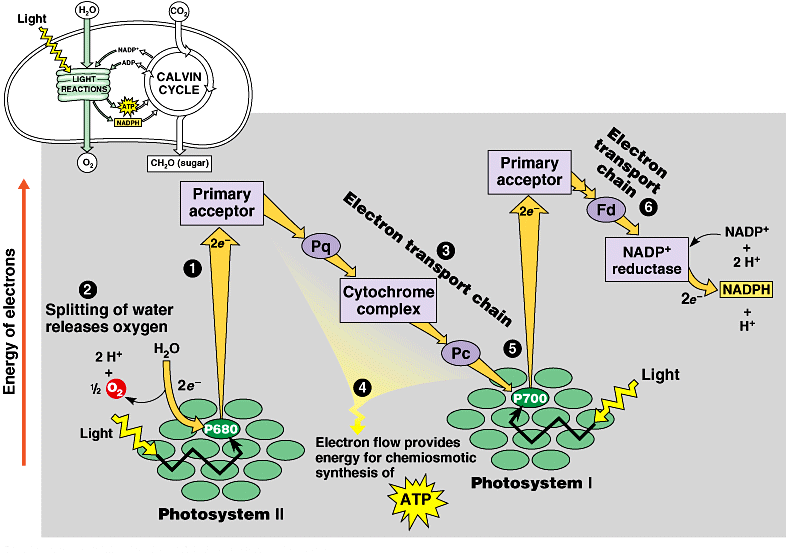 Light
H₂O
CO₂
NADP⁺
ADP
LIGHT
REACTIONS
CALVIN
CYCLE
ATP
NADPH
O₂
CH₂O (sugar)
Energy of electrons
Primary
acceptor
2e⁻
1
Pq
Electron transport chain
3
Cytochrome
complex
Pc
2
Splitting of water
releases oxygen
2 H⁺
+
½ O₂
H₂O
2e⁻
Light
P680
Photosystem II
4
Electron flow provides
energy for chemiosmotic
synthesis of
ATP
5
Primary
acceptor
2e⁻
Electron
transport
chain
6
Fd
NADP⁺
reductase
NADP⁺
+
2 H⁺
2e⁻
NADPH
+
H⁺
P700
Light
Photosystem I